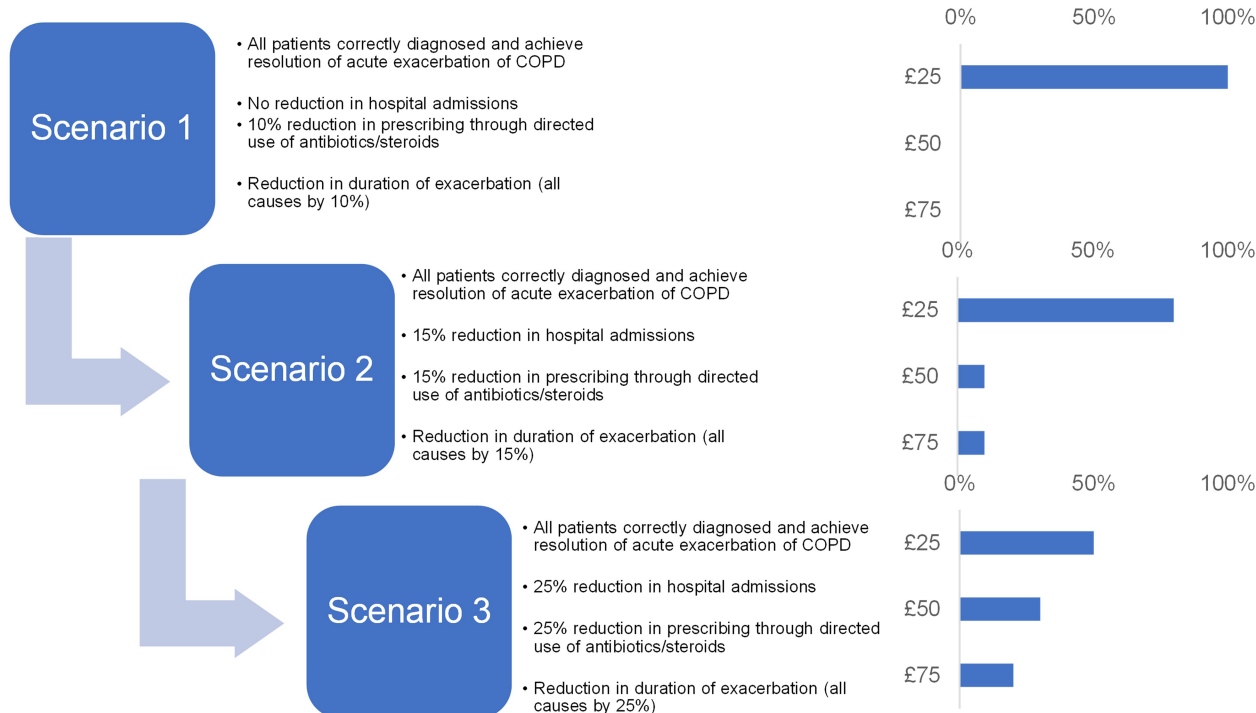 Scenario 1
• All patients correctly diagnosed and achieve
resolution of acute exacerbation of COPD
• No reduction in hospital admissions
• 10% reduction in prescribing through directed
use of antibiotics/steroids
• Reduction in duration of exacerbation (all
causes by 10%)
0% 50% 100%
£25
£50
£75
Scenario 2
• All patients correctly diagnosed and achieve
resolution of acute exacerbation of COPD
• 15% reduction in hospital admissions
• 15% reduction in prescribing through directed
use of antibiotics/steroids
• Reduction in duration of exacerbation (all
causes by 15%)
0% 50% 100%
£25
£50
£75
Scenario 3
• All patients correctly diagnosed and achieve
resolution of acute exacerbation of COPD
• 25% reduction in hospital admissions
• 25% reduction in prescribing through directed
use of antibiotics/steroids
• Reduction in duration of exacerbation (all
causes by 25%)
0% 50% 100%
£25
£50
£75